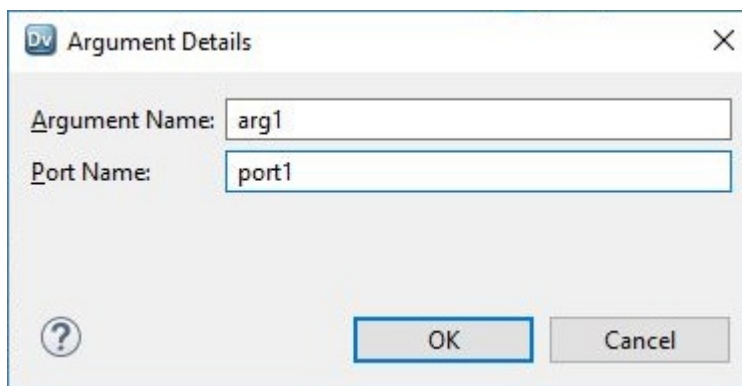 Dv Argument Details
Argument Name: arg1
Port Name: port1
?
OK Cancel